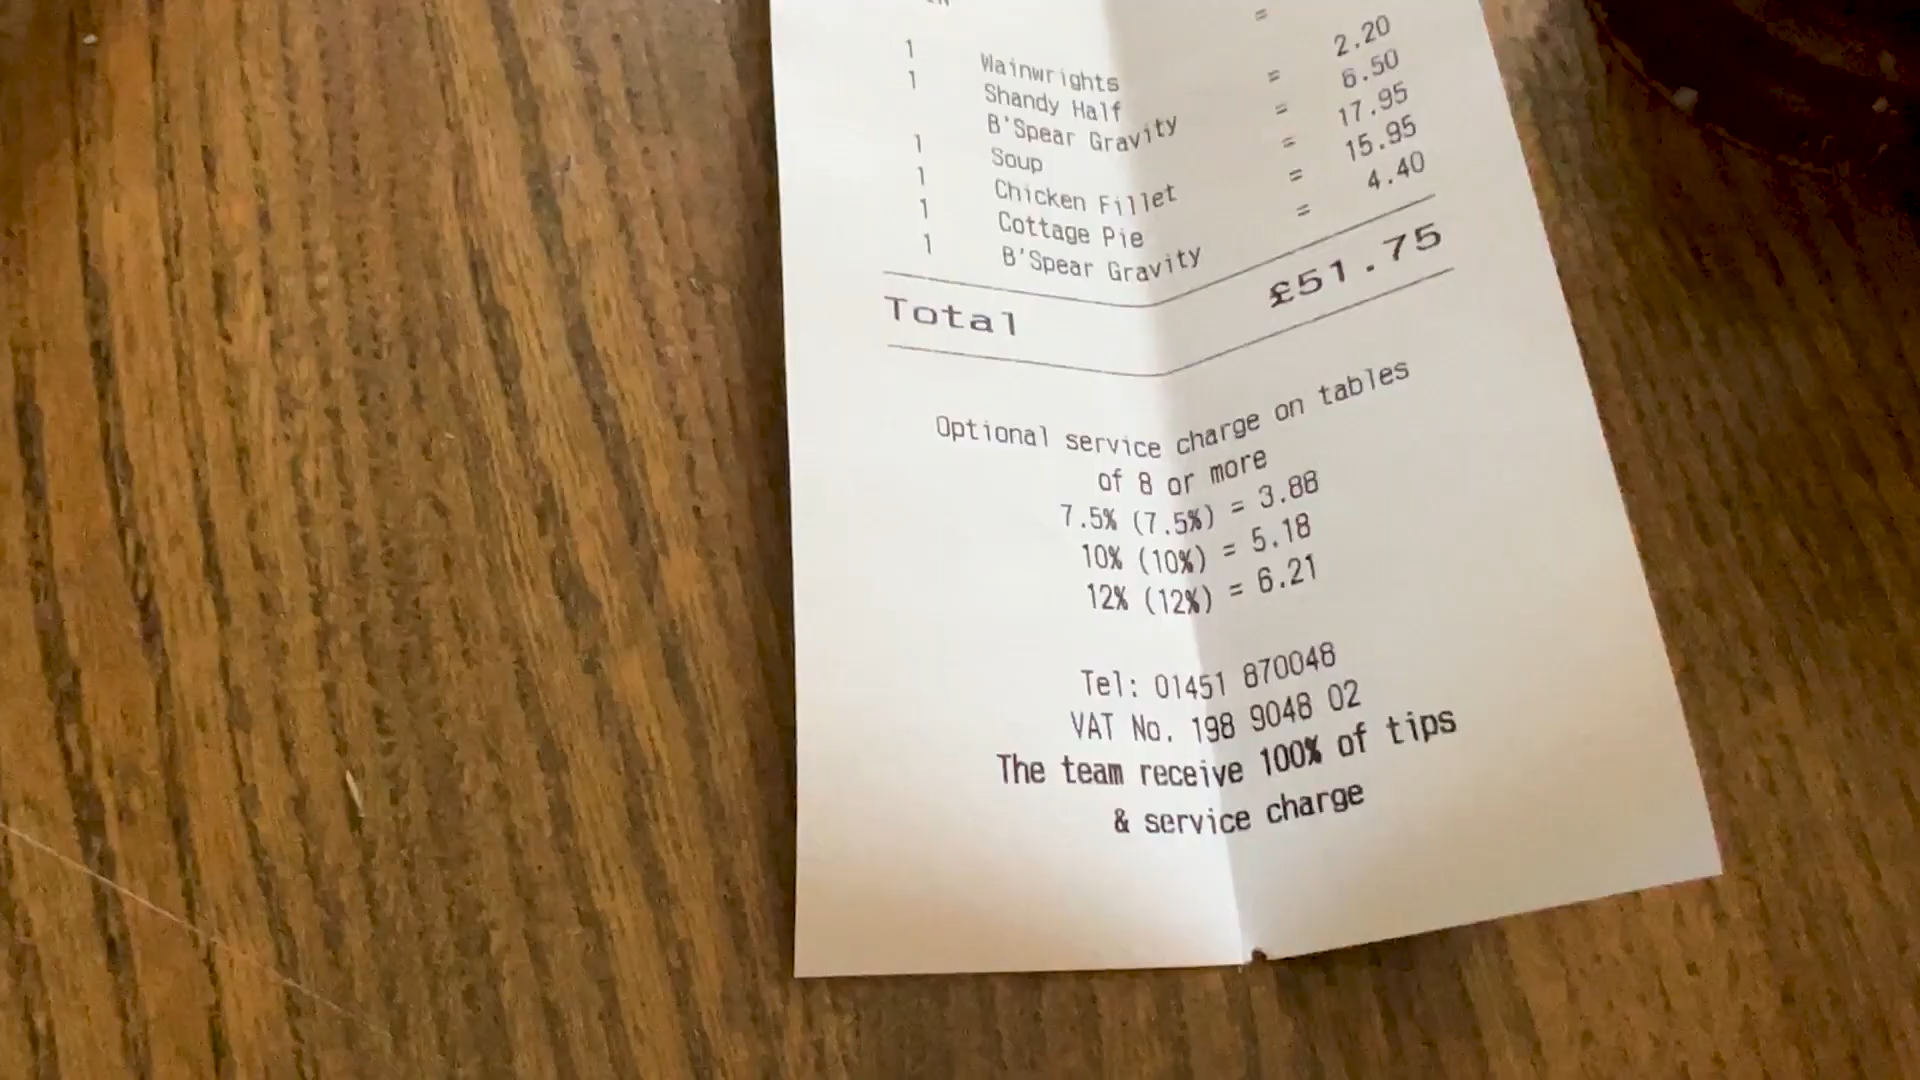 1 Wainwrights =
1 Shandy Half
B'Spear Gravity = 2.20
1 Soup = 6.50
1 Chicken Fillet = 17.95
1 Cottage Pie = 15.95
1 B'Spear Gravity = 4.40
Total £51.75
Optional service charge on tables
of 8 or more
7.5% (7.5%) = 3.88
10% (10%) = 5.18
12% (12%) = 6.21
Tel: 01451 870048
VAT No. 198 9048 02
The team receive 100% of tips
& service charge